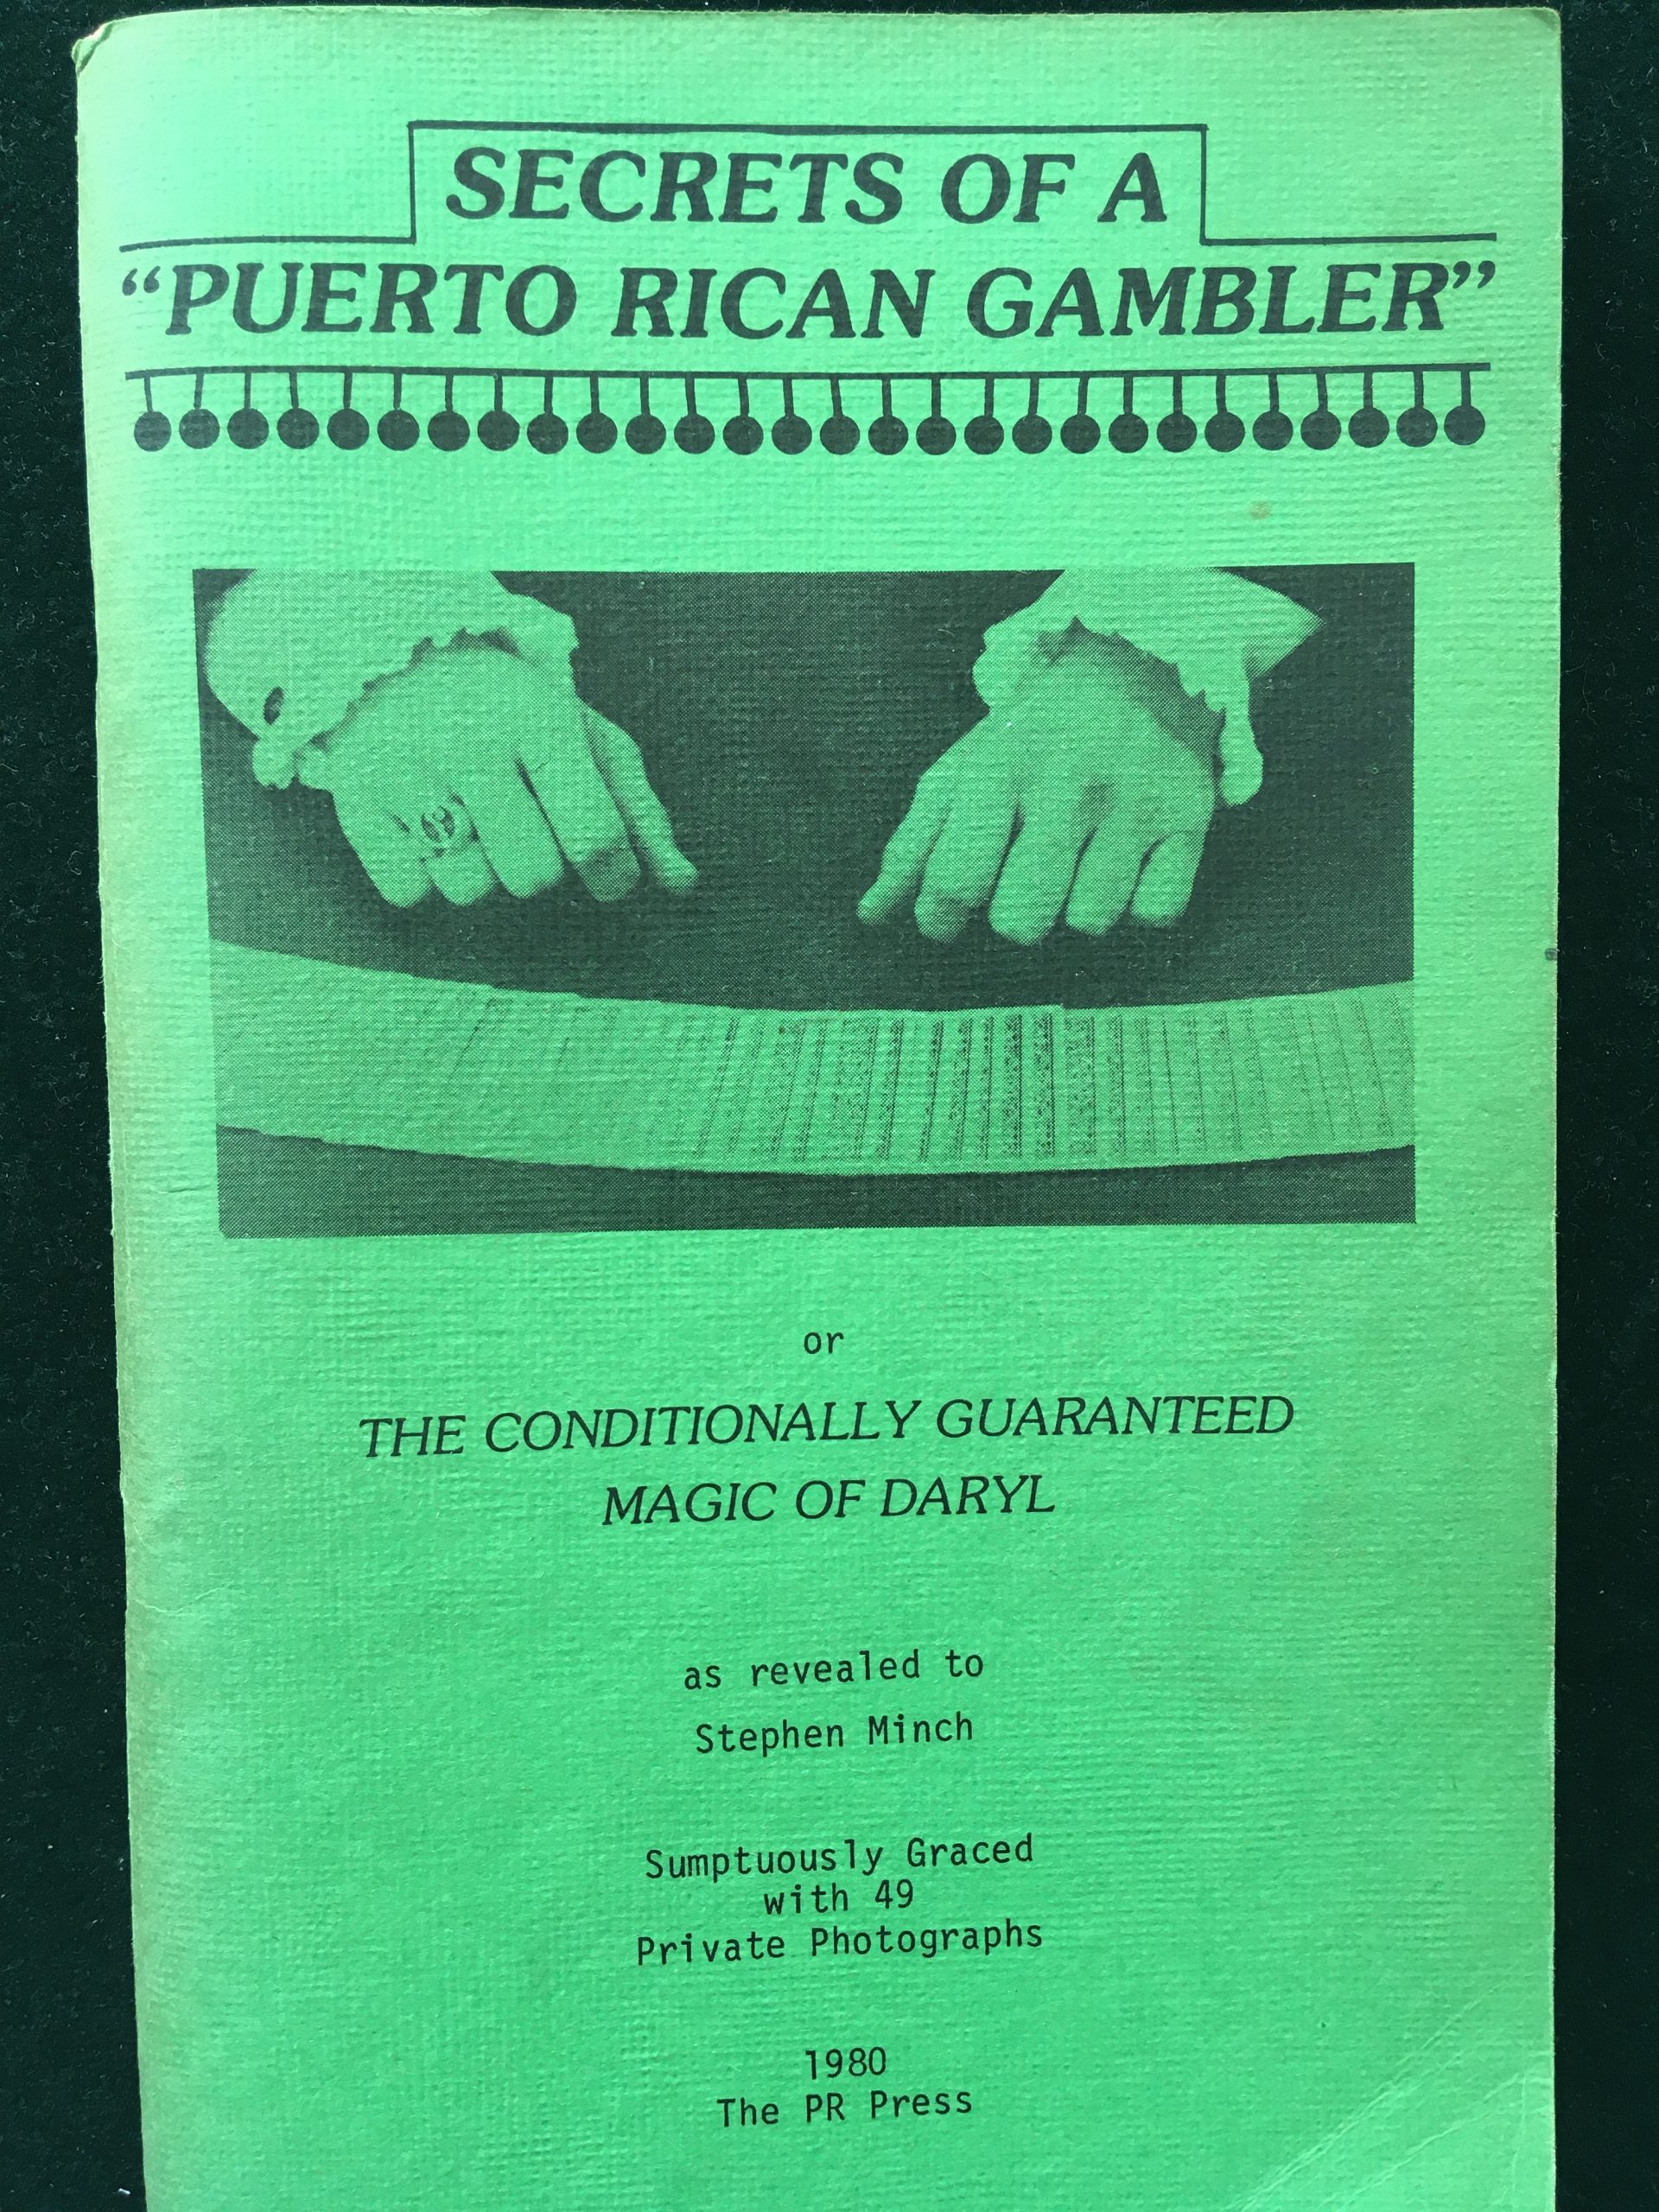 SECRETS OF A
“PUERTO RICAN GAMBLER”
or
THE CONDITIONALLY GUARANTEED
MAGIC OF DARYL
as revealed to
Stephen Minch
Sumptuously Graced
with 49
Private Photographs
1980
The PR Press